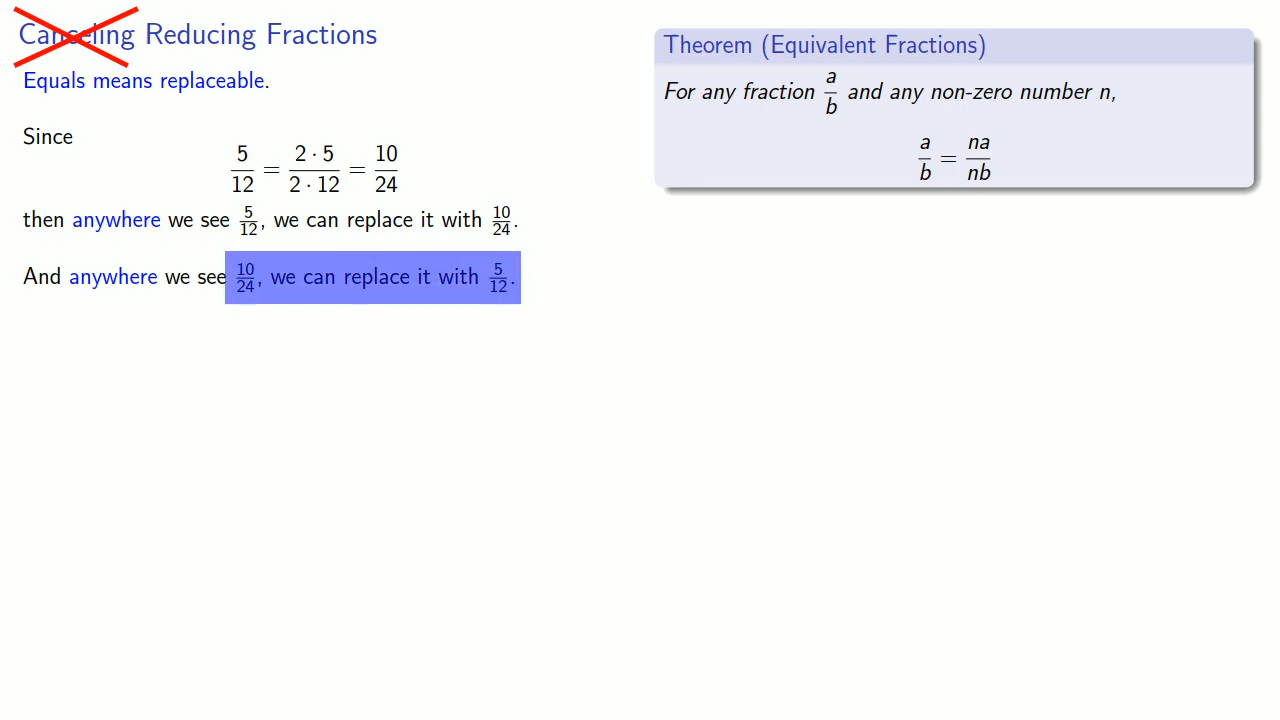 Canceling Reducing Fractions
Equals means replaceable.
Since
5/12 = 2 · 5/2 · 12 = 10/24
then anywhere we see 5/12, we can replace it with 10/24.
And anywhere we see 10/24, we can replace it with 5/12.
Theorem (Equivalent Fractions)
For any fraction a/b and any non-zero number n,
a/b = na/nb